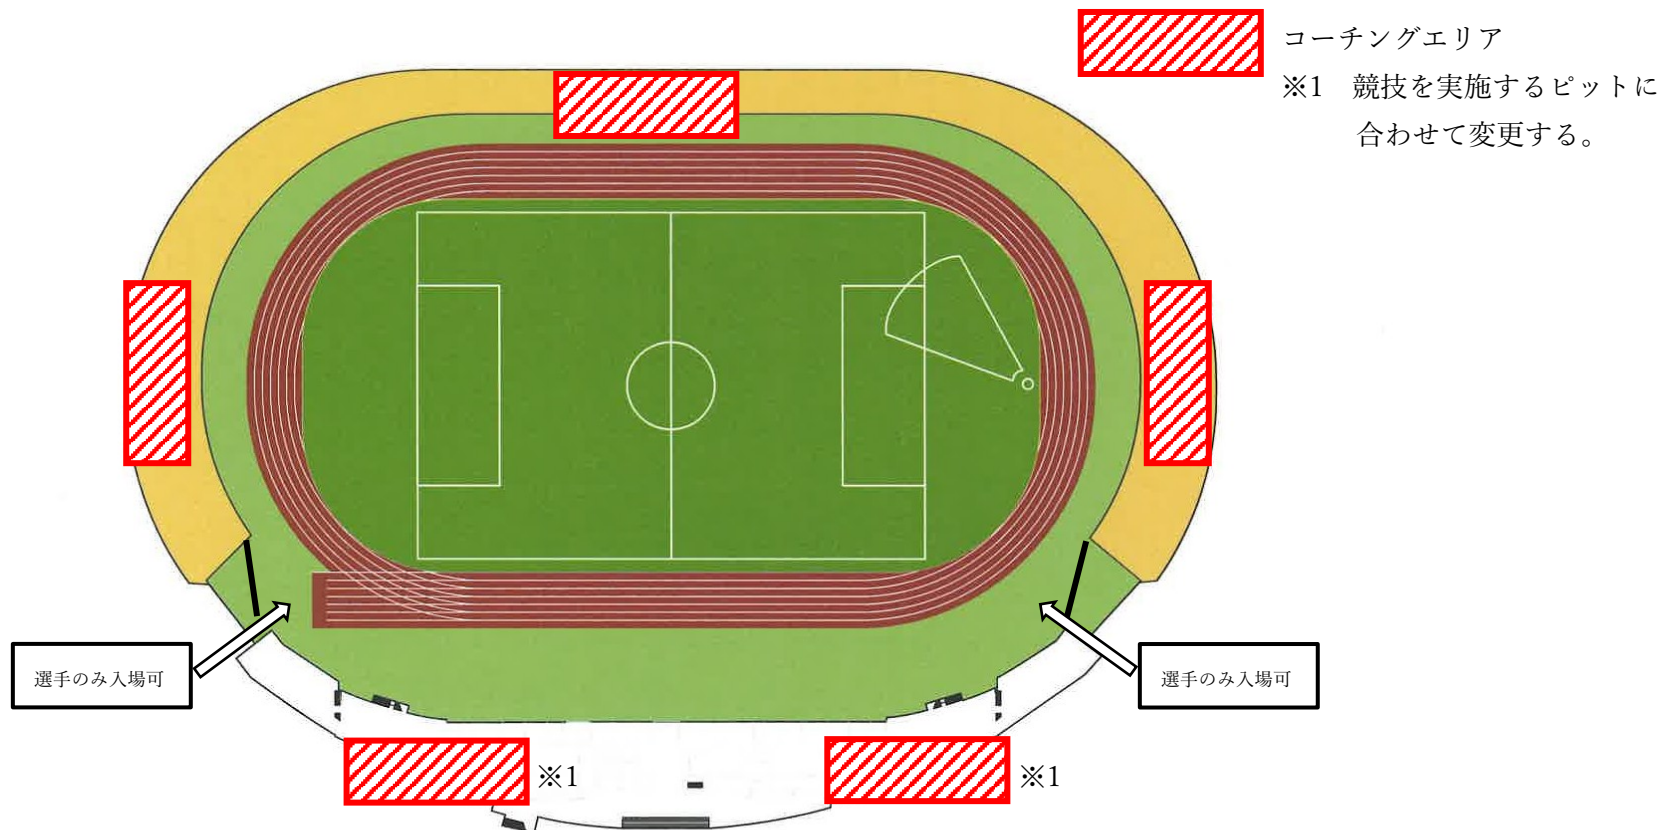 コーチングエリア
※1　競技を実施するピットに
合わせて変更する。
選手のみ入場可
選手のみ入場可
※1
※1